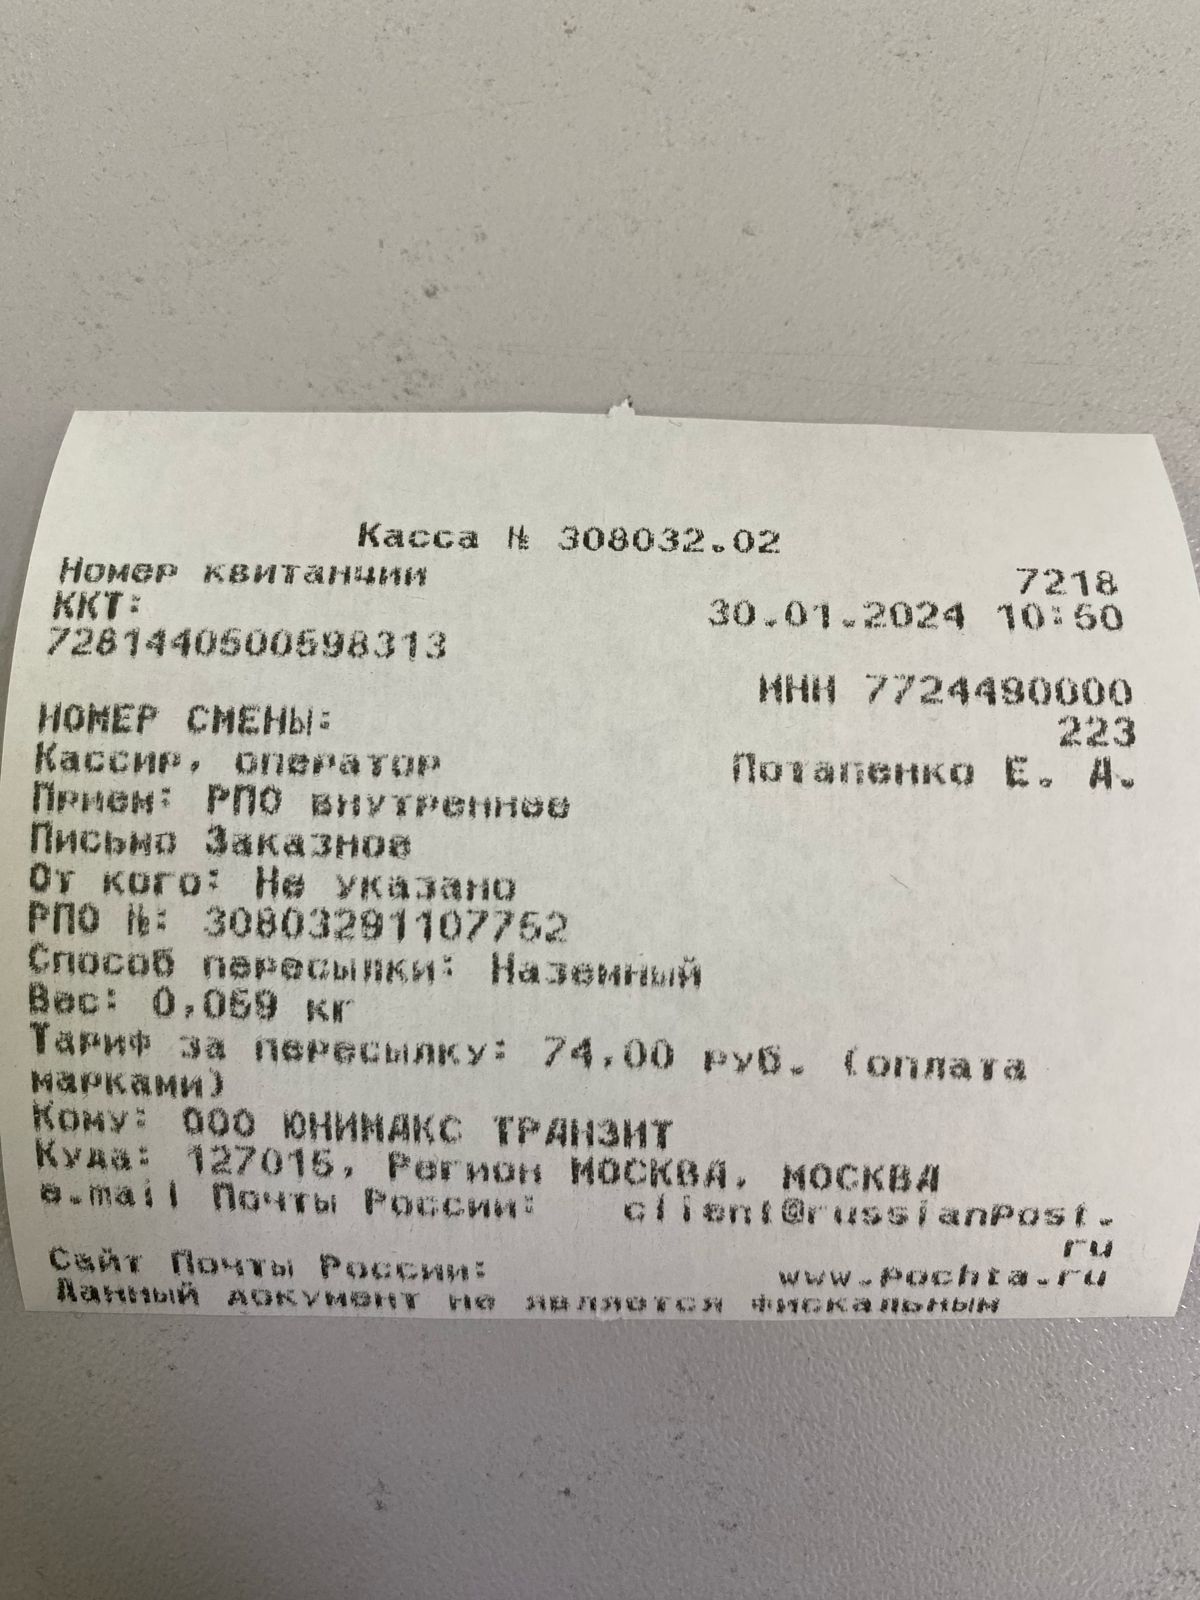 Касса № 308032.02
Номер квитанции 7218
ККТ: 30.01.2024 10:50
7281440500598313
ИНН 7724490000
НОМЕР СМЕНЫ: 223
Кассир, оператор Потапенко Е. А.
Прием: РПО внутреннее
Письмо Заказное
От кого: Не указано
РПО №: 30803291107752
Способ пересылки: Наземный
Вес: 0,059 кг
Тариф за пересылку: 74,00 руб. (оплата
марками)
Кому: ООО ЮНИМАКС ТРАНЗИТ
Куда: 127015, Регион МОСКВА, МОСКВА
e.mail Почты России: client@russianPost.
ru
Сайт Почты России: www.Pochta.ru
Данный документ не является фискальным